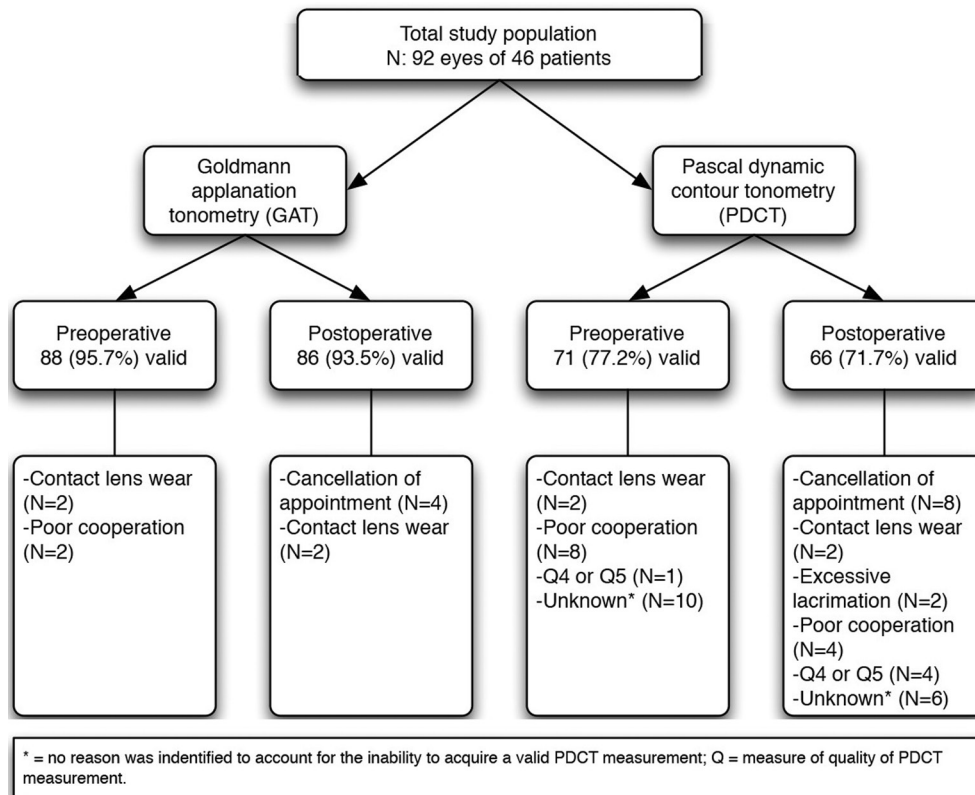 Total study population
N: 92 eyes of 46 patients
Goldmann
applanation
tonometry (GAT)
Pascal dynamic
contour tonometry
(PDCT)
Preoperative
88 (95.7%) valid
Postoperative
86 (93.5%) valid
Preoperative
71 (77.2%) valid
Postoperative
66 (71.7%) valid
-Contact lens wear
(N=2)
-Poor cooperation
(N=2)
-Cancellation of
appointment (N=4)
-Contact lens wear
(N=2)
-Contact lens wear
(N=2)
-Poor cooperation
(N=8)
-Q4 or Q5 (N=1)
-Unknown* (N=10)
-Cancellation of
appointment (N=8)
-Contact lens wear
(N=2)
-Excessive
lacrimation (N=2)
-Poor cooperation
(N=4)
-Q4 or Q5 (N=4)
-Unknown* (N=6)
* = no reason was indentified to account for the inability to acquire a valid PDCT measurement; Q = measure of quality of PDCT
measurement.